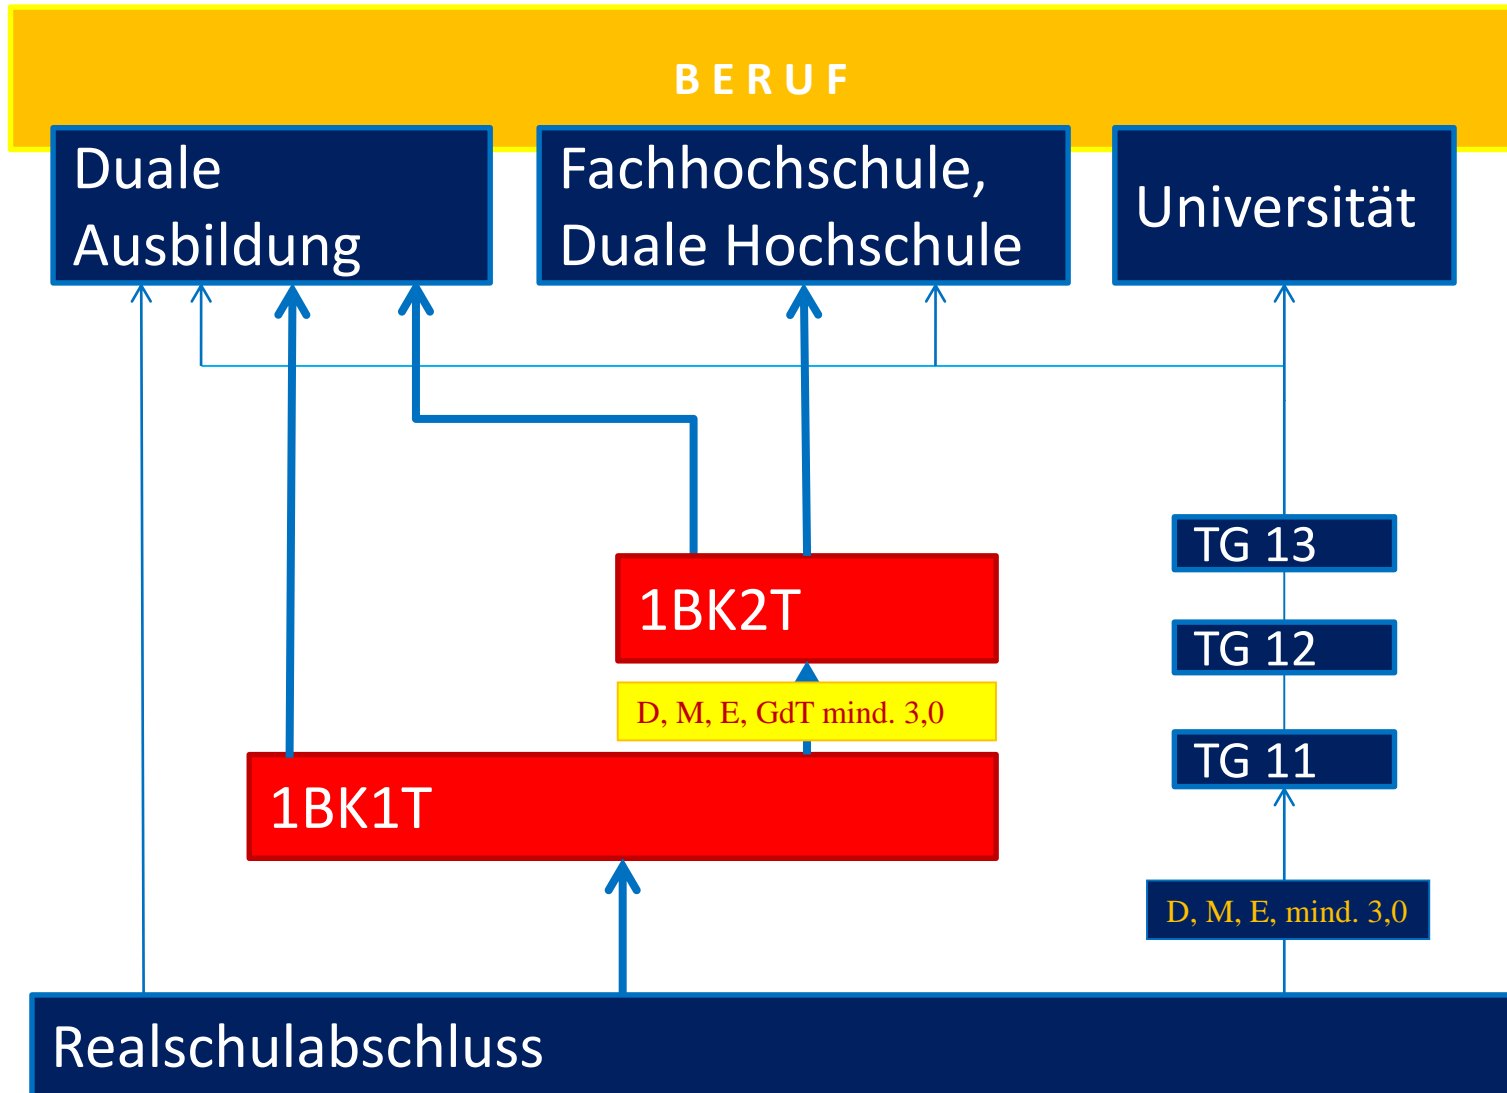 B E R U F
Duale
Ausbildung
Fachhochschule,
Duale Hochschule
Universität
TG 13
1BK2T
TG 12
D, M, E, GdT mind. 3,0
TG 11
1BK1T
D, M, E, mind. 3,0
Realschulabschluss